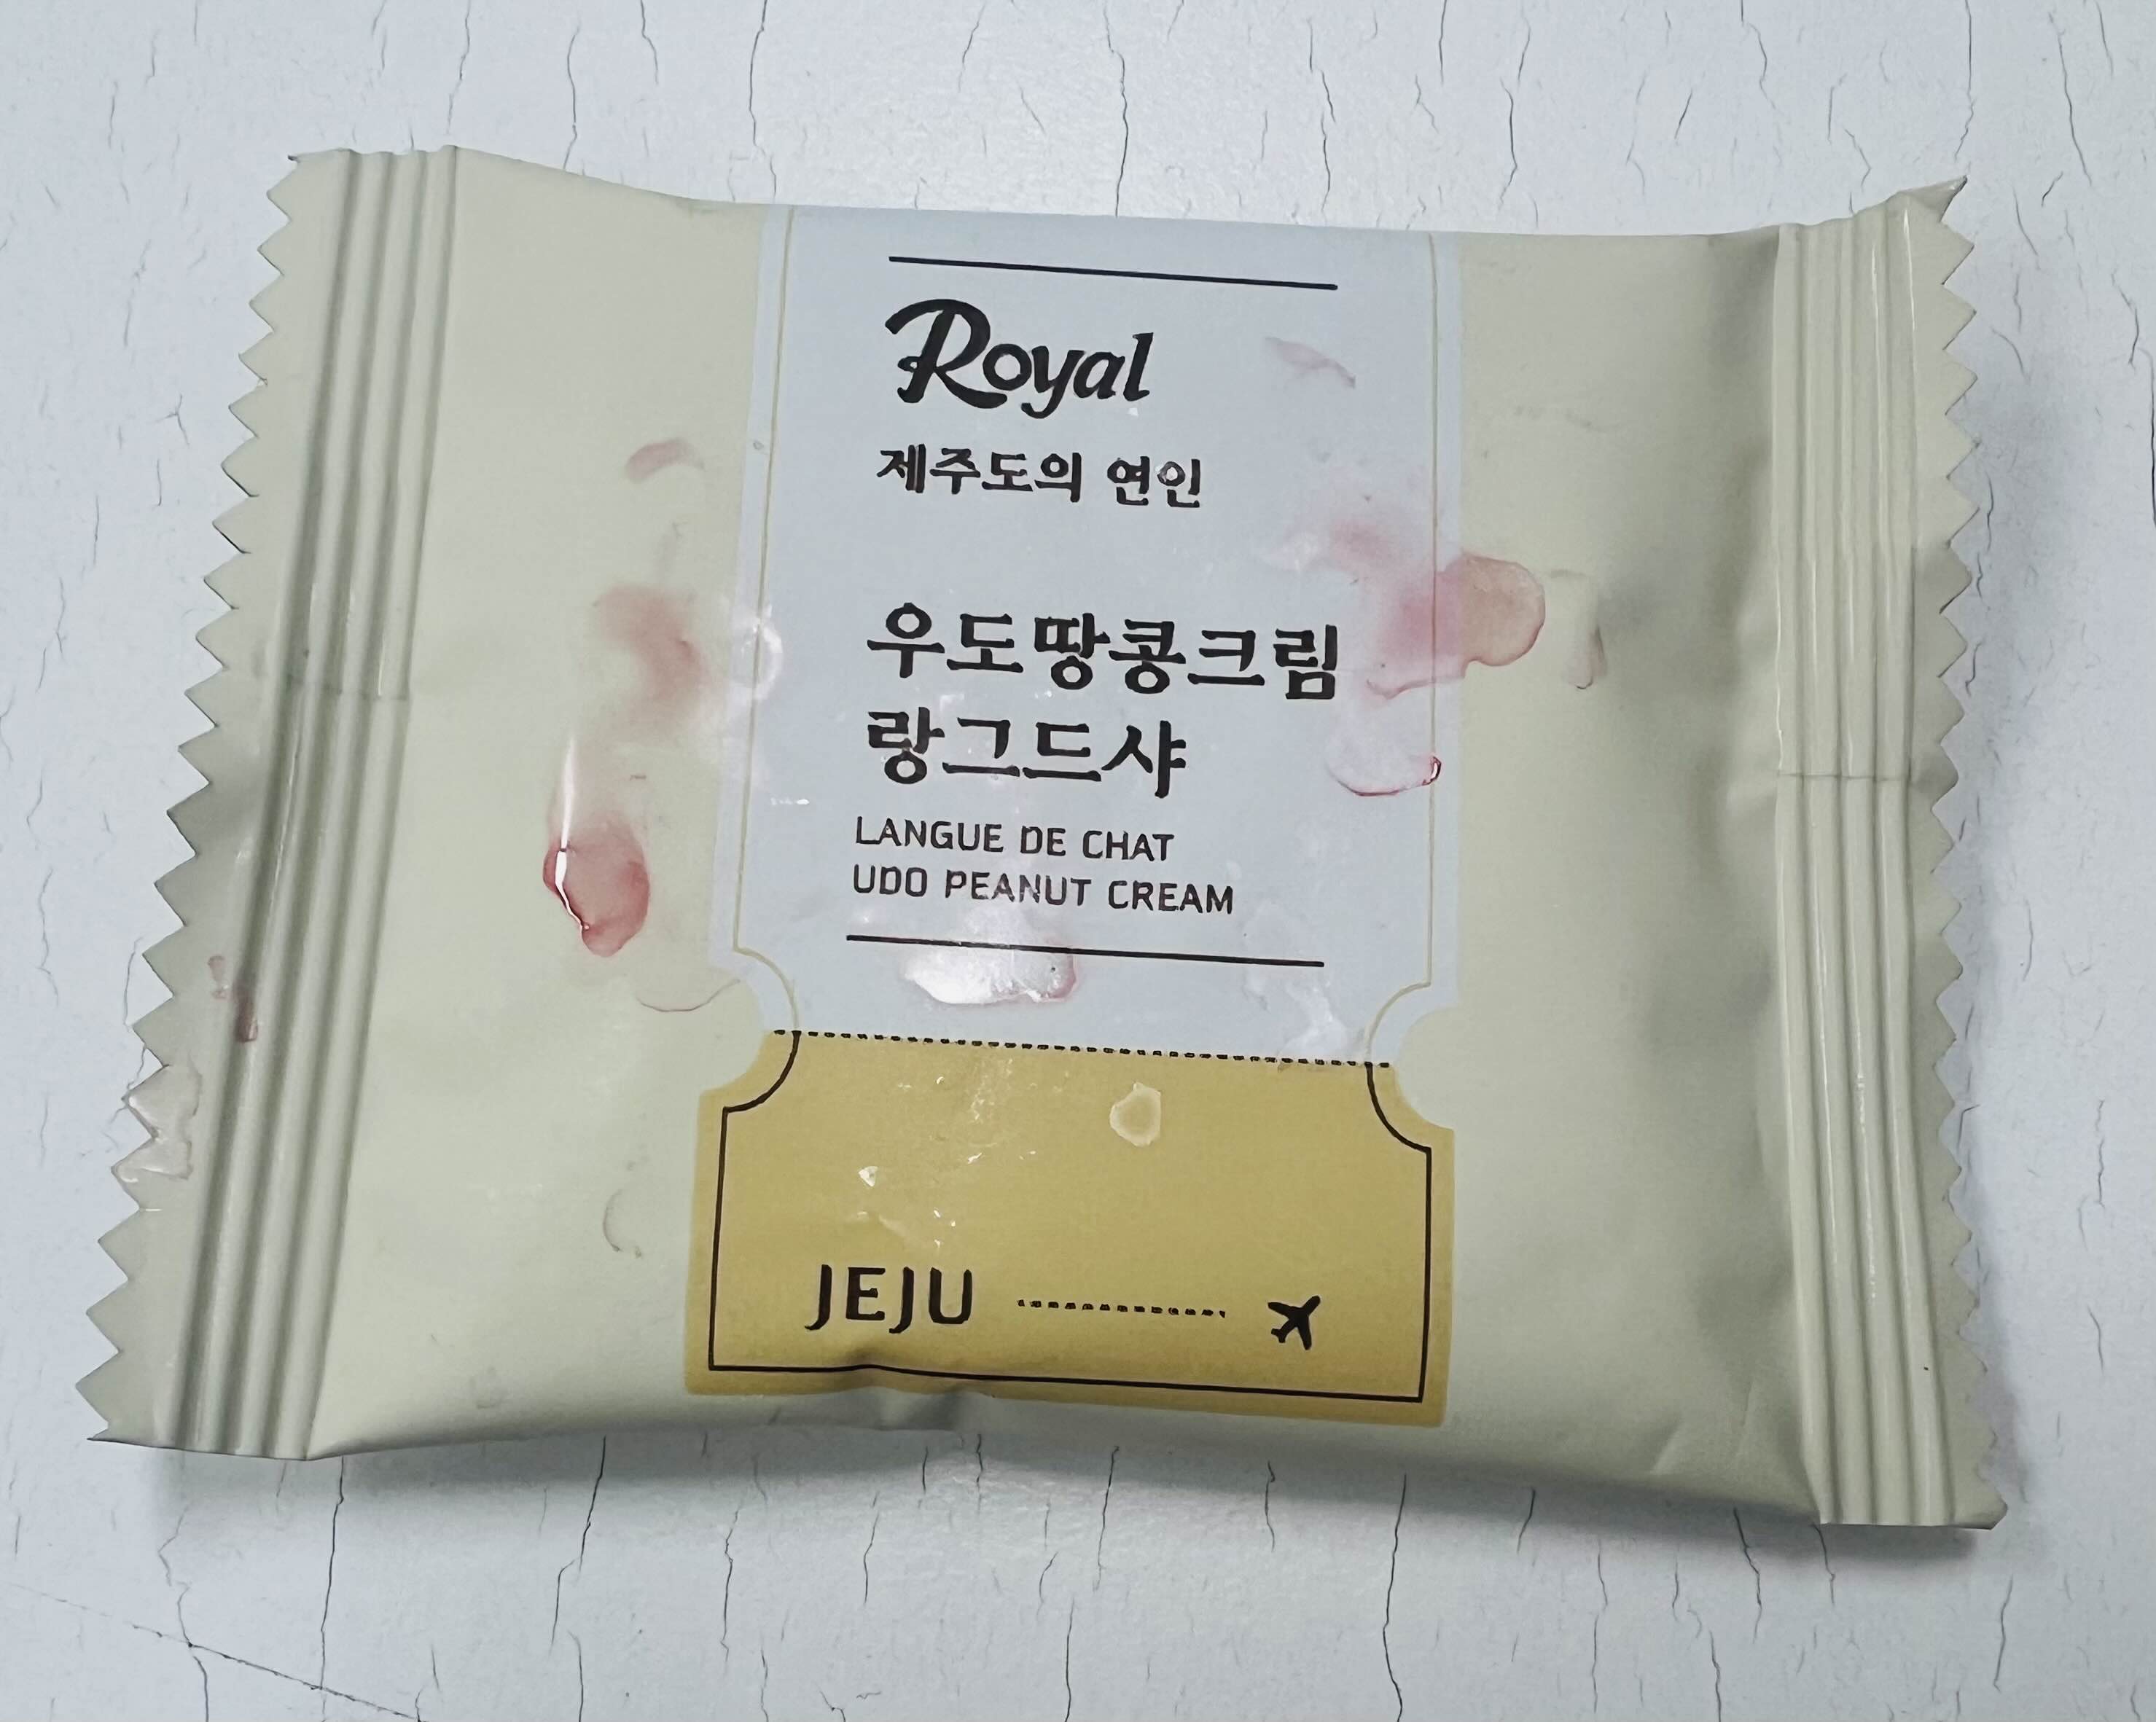 Royal
제주도의 연인
우도땅콩크림
랑그드샤
LANGUE DE CHAT
UDO PEANUT CREAM
JEJU